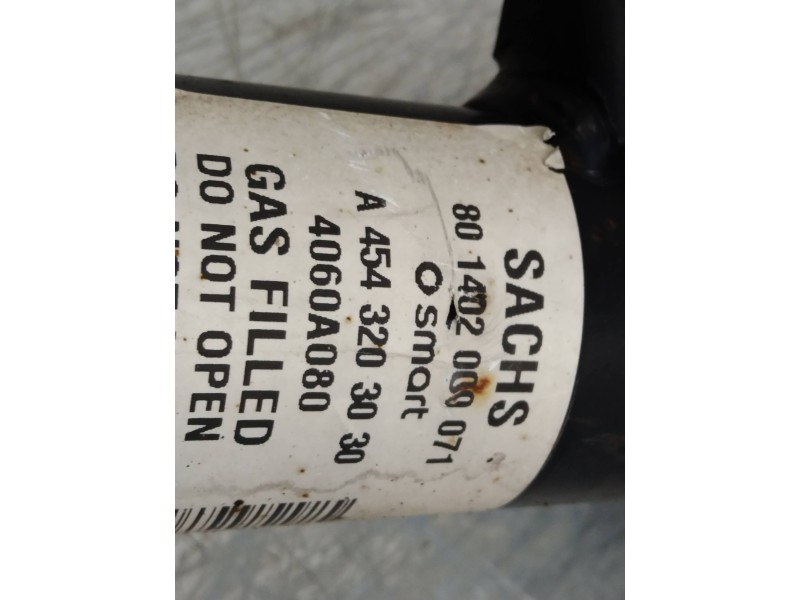 SACHS
80 1402 000 071
smart
A 454 320 30 30
4060A080
GAS FILLED
DO NOT OPEN